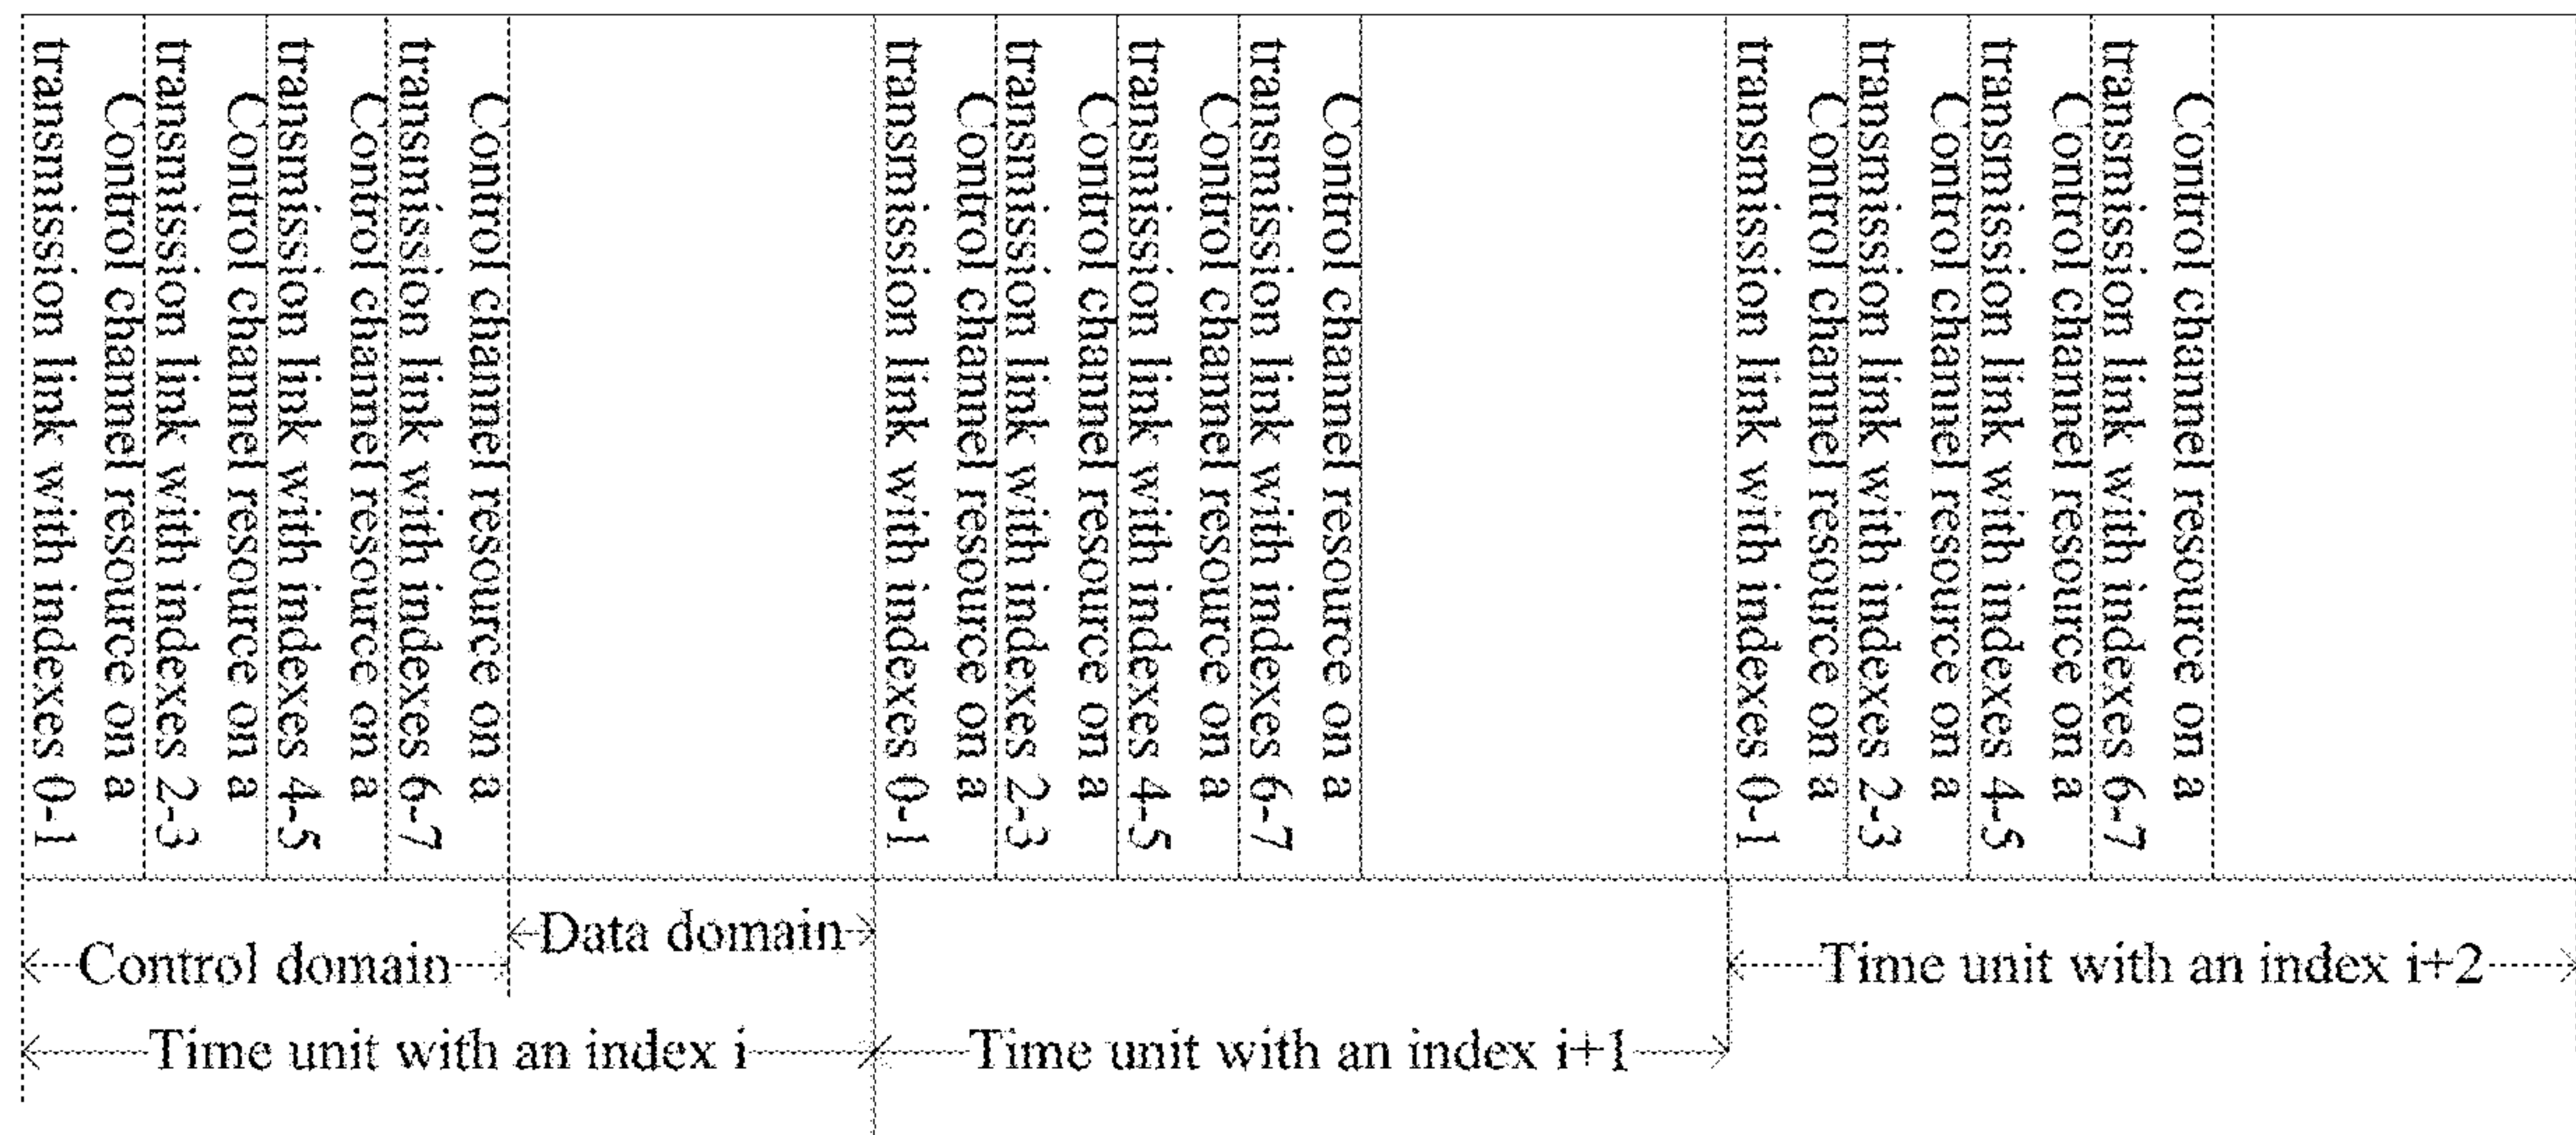 Control channel resource on a
transmission link with indexes 0-1
Control channel resource on a
transmission link with indexes 2-3
Control channel resource on a
transmission link with indexes 4-5
Control channel resource on a
transmission link with indexes 6-7
Control channel resource on a
transmission link with indexes 0-1
Control channel resource on a
transmission link with indexes 2-3
Control channel resource on a
transmission link with indexes 4-5
Control channel resource on a
transmission link with indexes 6-7
Control channel resource on a
transmission link with indexes 0-1
Control channel resource on a
transmission link with indexes 2-3
Control channel resource on a
transmission link with indexes 4-5
Control channel resource on a
transmission link with indexes 6-7
Data domain
Control domain
Time unit with an index i+2
Time unit with an index i
Time unit with an index i+1